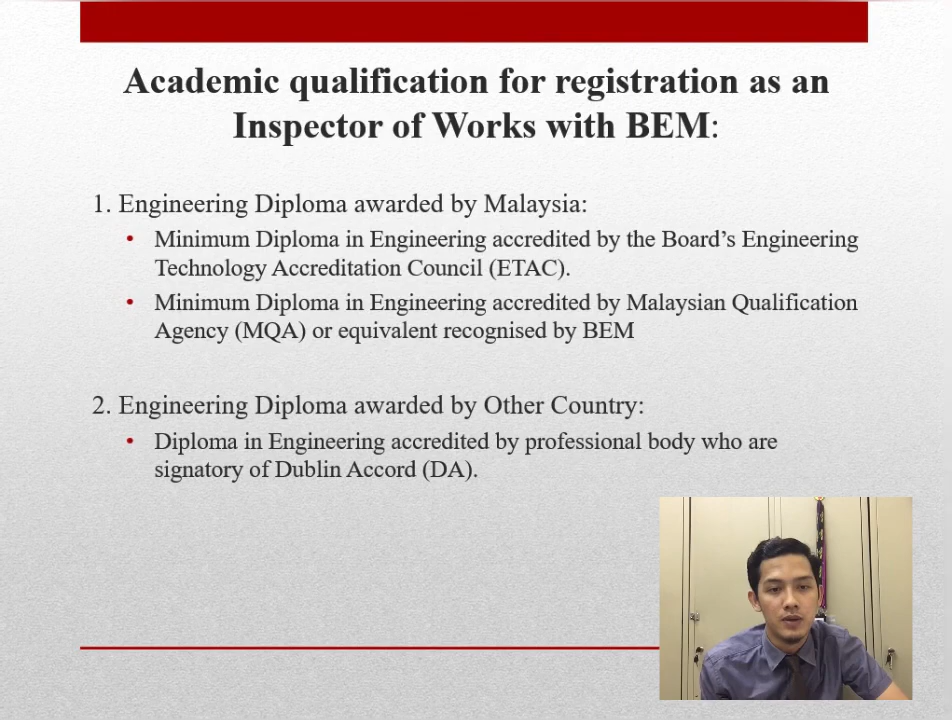 Academic qualification for registration as an
Inspector of Works with BEM:
1. Engineering Diploma awarded by Malaysia:
• Minimum Diploma in Engineering accredited by the Board’s Engineering
Technology Accreditation Council (ETAC).
• Minimum Diploma in Engineering accredited by Malaysian Qualification
Agency (MQA) or equivalent recognised by BEM
2. Engineering Diploma awarded by Other Country:
• Diploma in Engineering accredited by professional body who are
signatory of Dublin Accord (DA).